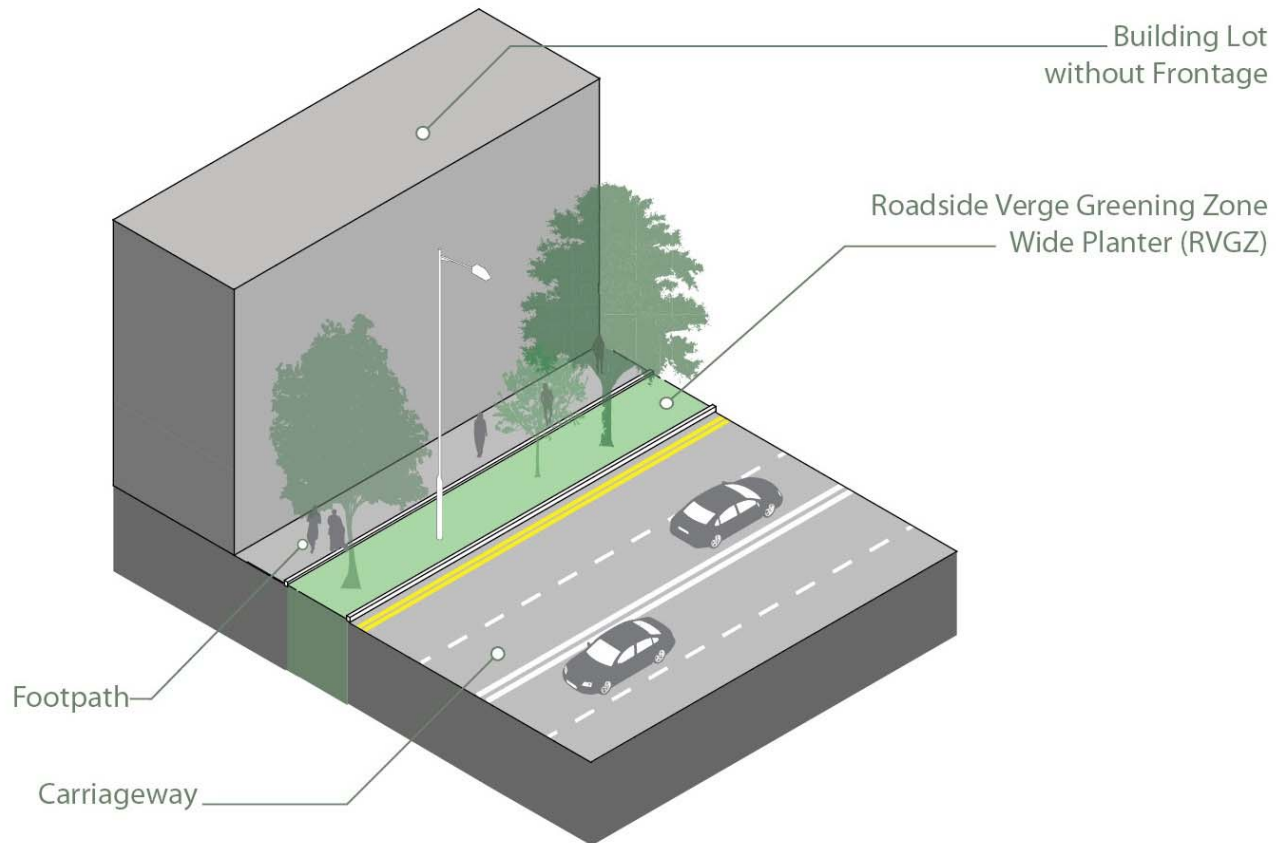 Building Lot
without Frontage
Roadside Verge Greening Zone
Wide Planter (RVGZ)
Footpath
Carriageway